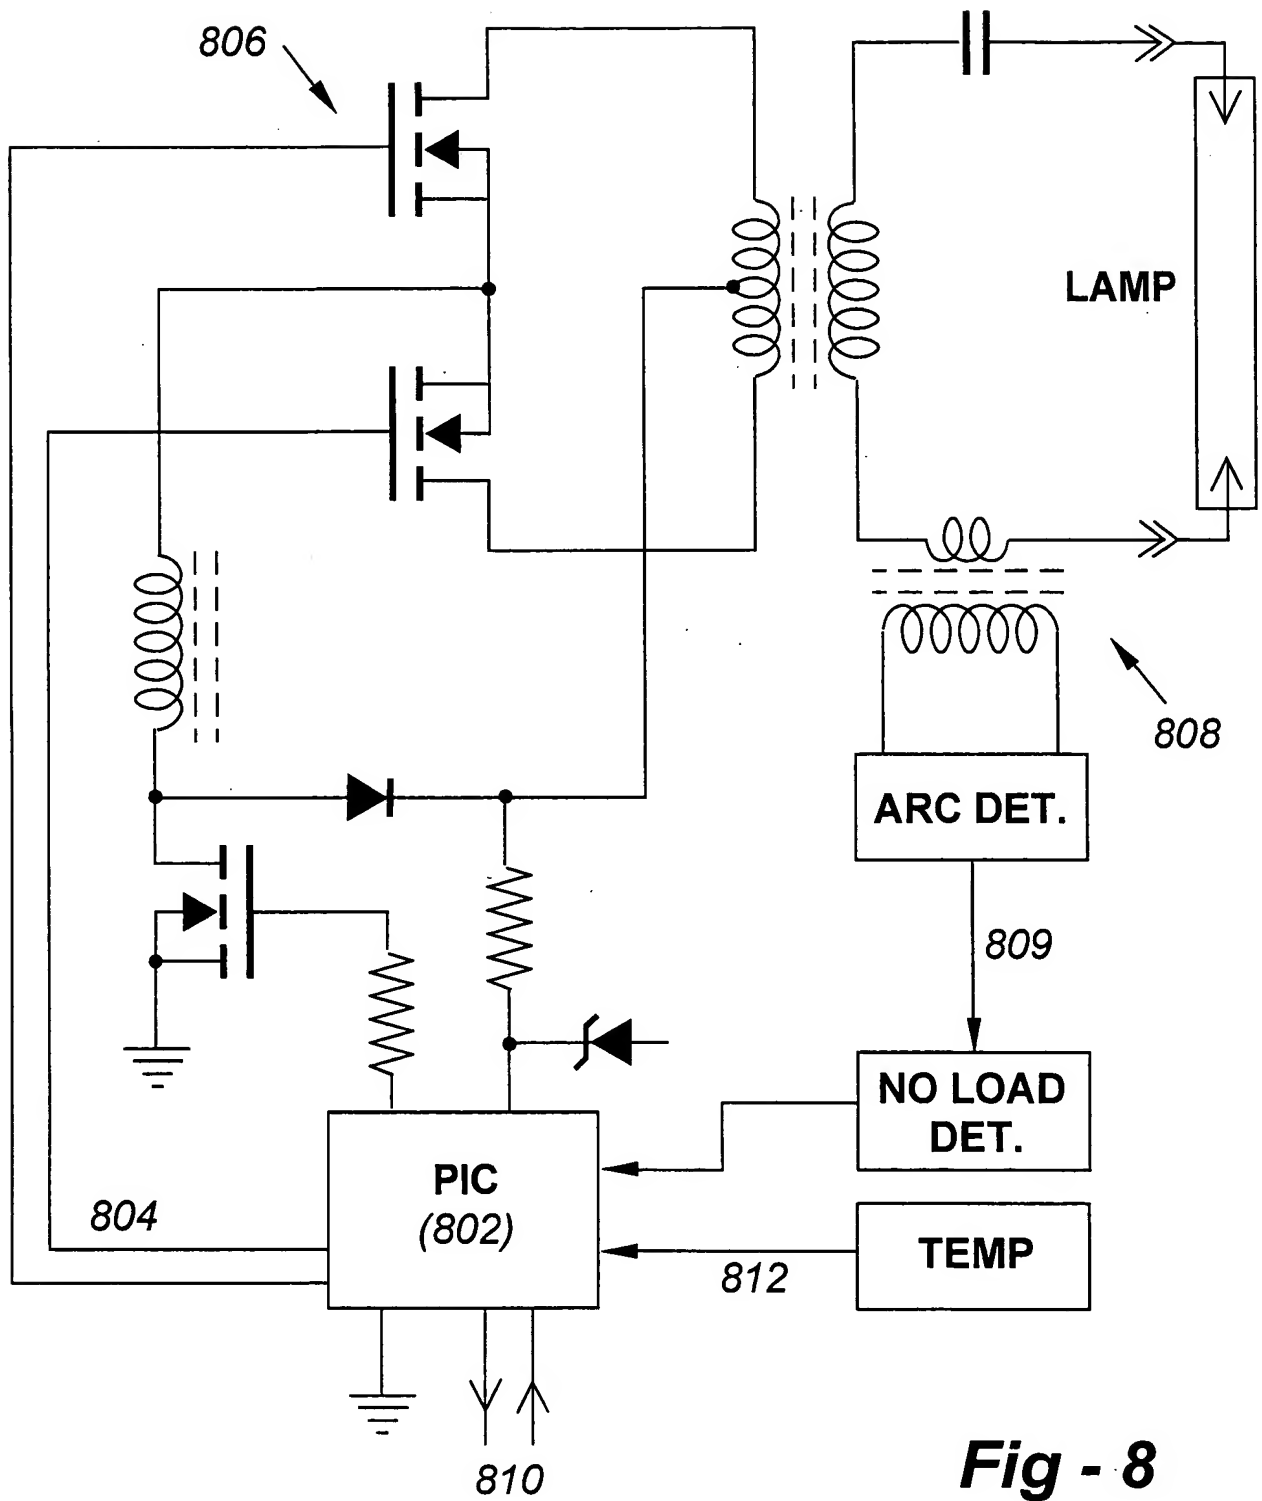 806
LAMP
808
ARC DET.
809
NO LOAD
DET.
PIC
(802)
804
TEMP
812
810
Fig - 8